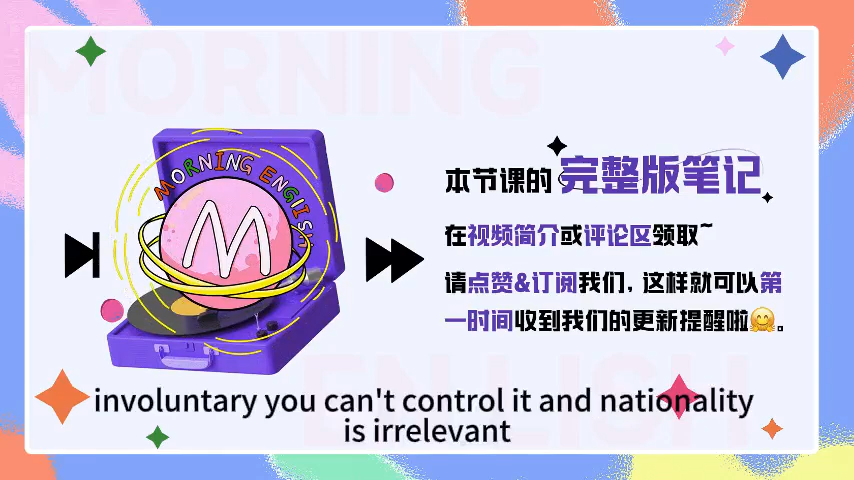 MORNING
MORNING ENGLISH
M
本节课的 完整版笔记
在视频简介或评论区领取~
请点赞&订阅我们，这样就可以第
一时间收到我们的更新提醒啦🤗。
ENGLISH
involuntary you can't control it and nationality
is irrelevant